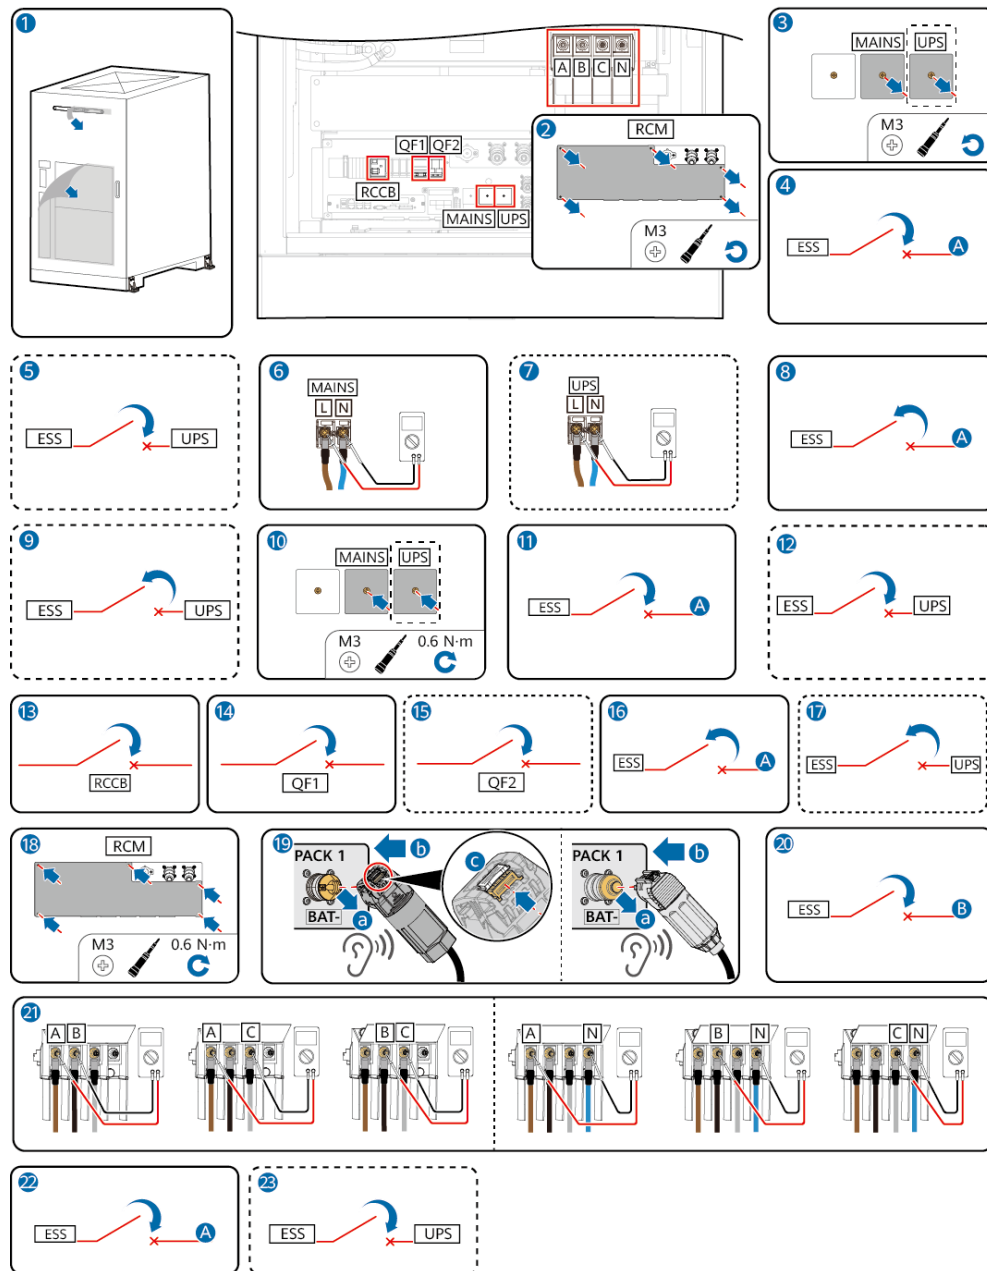 1
A B C N
QF1 QF2
RCCB
MAINS UPS
2
RCM
M3
3
MAINS UPS
M3
4
ESS A
5
ESS UPS
6
MAINS
L N
7
UPS
L N
8
ESS A
9
ESS UPS
10
MAINS UPS
M3 0.6 N·m
11
ESS A
12
ESS UPS
13
RCCB
14
QF1
15
QF2
16
ESS A
17
ESS UPS
18
RCM
M3 0.6 N·m
19
PACK 1 b
c
a
BAT-
PACK 1 b
a
BAT-
20
ESS B
21
A B
A C
B C
A N
B N
C N
22
ESS A
23
ESS UPS